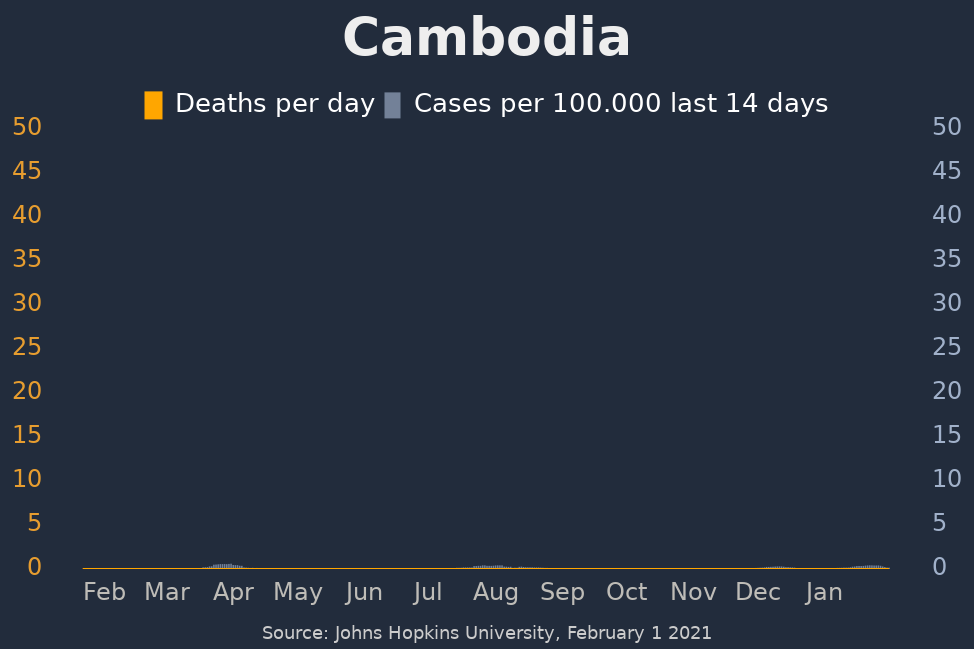 Cambodia
Deaths per day Cases per 100.000 last 14 days
50 50
45 45
40 40
35 35
30 30
25 25
20 20
15 15
10 10
5 5
0 0
Feb Mar Apr May Jun Jul Aug Sep Oct Nov Dec Jan
Source: Johns Hopkins University, February 1 2021